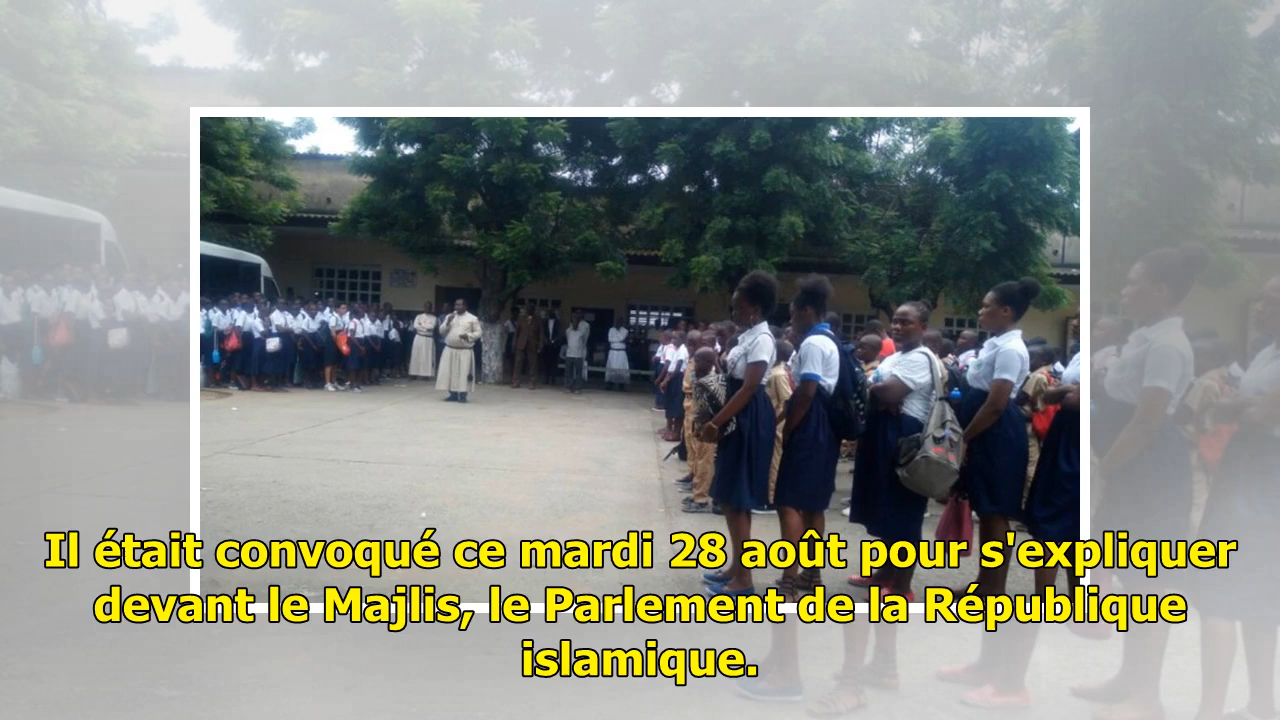 Il était convoqué ce mardi 28 août pour s'expliquer
devant le Majlis, le Parlement de la République
islamique.